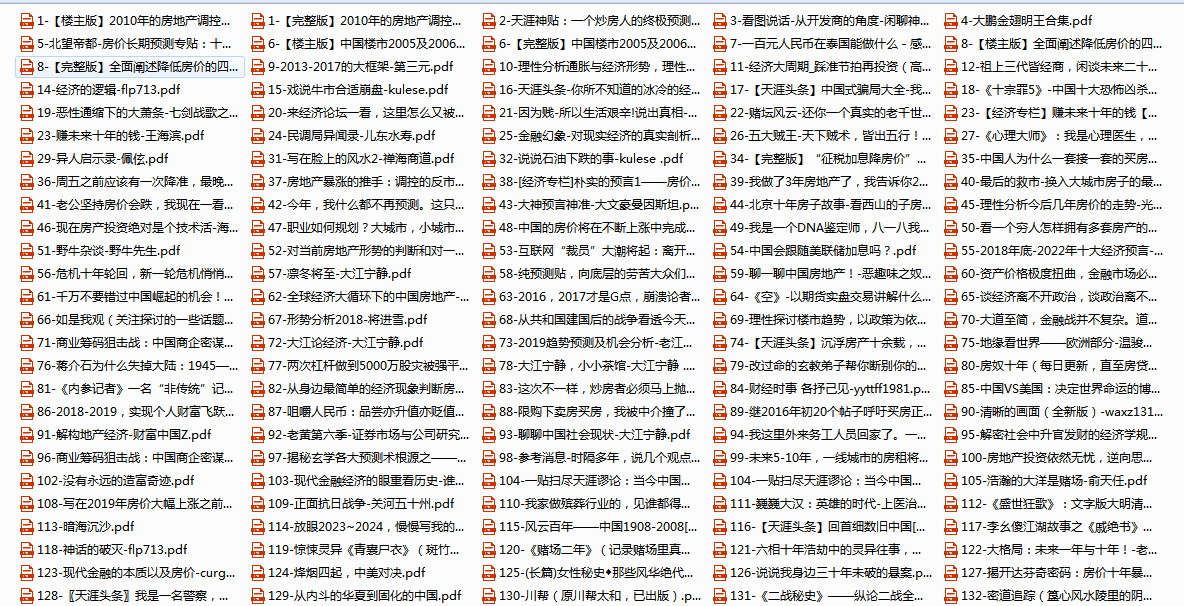 1-【楼主版】2010年的房地产调控...
1-【完整版】2010年的房地产调控...
2-天涯神贴：一个炒房人的终极预测...
3-看图说话-从开发商的角度-闲聊神...
4-大鹏金翅明王合集.pdf
5-北望帝都-房价长期预测专贴：十...
6-【楼主版】中国楼市2005及2006...
6-【完整版】中国楼市2005及2006...
7-一百元人民币在泰国能做什么 - 感...
8-【楼主版】全面阐述降低房价的四...
8-【完整版】全面阐述降低房价的四...
9-2013-2017的大框架-第三元.pdf
10-理性分析通胀与经济形势，理性...
11-经济大周期_踩准节拍再投资（高...
12-祖上三代皆经商，闲谈未来二十...
14-经济的逻辑-flp713.pdf
15-戏说牛市合适崩盘-kulese.pdf
16-天涯头条-你所不知道的冰冷的经...
17-【天涯头条】中国式骗局大全-我...
18-《十宗罪5》-中国十大恐怖凶杀...
19-恶性通缩下的大萧条-七剑战歌之...
20-来经济论坛一看，这里怎么又被...
21-因为贱-所以生活艰辛!说出真相-...
22-赌坛风云-还你一个真实的老千世...
23-【经济专栏】赚未来十年的钱【...
23-赚未来十年的钱-王海滨.pdf
24-民调局异闻录-儿东水寿.pdf
25-金融幻象-对现实经济的真实剖析...
26-五大贼王-天下贼术，皆出五行！...
27-《心理大师》：我是心理医生，...
29-异人启示录-佩弦.pdf
31-写在脸上的风水2-禅海商道.pdf
32-说说石油下跌的事-kulese .pdf
34-【完整版】“征税加息降房价”...
35-中国人为什么一套接一套的买房...
36-周五之前应该有一次降准，最晚...
37-房地产暴涨的推手：调控的反市...
38-[经济专栏]朴实的预言1——房价...
39-我做了3年房地产了，我告诉你2...
40-最后的救市-换入大城市房子的最...
41-老公坚持房价会跌，我现在一看...
42-今年，我什么都不再预测。这只...
43-大神预言神准-大文豪曼因斯坦.p...
44-北京十年房子故事-看西山的子房...
45-理性分析今后几年房价的走势-光...
46-现在房产投资绝对是个技术活-海...
47-职业如何规划？大城市，小城市...
48-中国的房价将在不断上涨中完成...
49-我是一个DNA鉴定师，八一八我...
50-看一个穷人怎样拥有多套房产的...
51-野牛杂谈-野牛先生.pdf
52-对当前房地产形势的判断和对一...
53-互联网“裁员”大潮将起：离开...
54-中国会跟随美联储加息吗？.pdf
55-2018年底-2022年十大经济预言-...
56-危机十年轮回，新一轮危机悄悄...
57-凛冬将至-大江宁静.pdf
58-纯预测贴，向底层的劳苦大众们...
59-聊一聊中国房地产！-恶趣味之奴...
60-资产价格极度扭曲，金融市场必...
61-千万不要错过中国崛起的机会！...
62-全球经济大循环下的中国房地产-...
63-2016，2017才是G点，崩溃论者...
64-《空》-以期货实盘交易讲解什么...
65-谈经济离不开政治，谈政治离不...
66-如是我观（关注探讨的一些话题...
67-形势分析2018-将进雪.pdf
68-从共和国建国后的战争看透今天...
69-理性探讨楼市趋势，以政策为依...
70-大道至简，金融战并不复杂。道...
71-商业筹码狙击战：中国商企密谋...
72-大江论经济-大江宁静.pdf
73-2019趋势预测及机会分析-老江...
74-【天涯头条】沉浮房产十余载，...
75-地缘看世界——欧洲部分-温骏...
76-蒋介石为什么失掉大陆：1945—...
77-两次杠杆做到5000万股灾被强平...
78-大江宁静，小小茶馆-大江宁静 ...
79-改过命的玄教弟子帮你断别你的...
80-房奴十年（每日更新，直至房贷...
81-《内参记者》一名“非传统”记...
82-从身边最简单的经济现象判断房...
83-这次不一样，炒房者必须马上抛...
84-财经时事 各抒己见-yyttff1981.p...
85-中国VS美国：决定世界命运的博...
86-2018-2019，实现个人财富飞跃...
87-咀嚼人民币：品尝亦升值亦贬值...
88-限购下卖房买房，我被中介撞了...
89-继2016年初20个帖子呼吁买房正...
90-清晰的画面（全新版）-waxz131...
91-解构地产经济-财富中国Z.pdf
92-老黄第六季-证券市场与公司研究...
93-聊聊中国社会现状-大江宁静.pdf
94-我这里外来务工人员回家了。一...
95-解密社会中升官发财的经济学规...
96-商业筹码狙击战：中国商企密谋...
97-揭秘玄学各大预测术根源之——...
98-参考消息-时隔多年，说几个观点...
99-未来5-10年，一线城市的房租将...
100-房地产投资依然无忧，逆向思...
102-没有永远的造富奇迹.pdf
103-现代金融经济的眼里看历史-谁...
104-一贴扫尽天涯谬论：当今中国...
104-一贴扫尽天涯谬论：当今中国...
105-浩瀚的大洋是赌场-俞天任.pdf
108-写在2019年房价大幅上涨之前...
109-正面抗日战争-关河五十州.pdf
110-我家做殡葬行业的，见谁都得...
111-巍巍大汉：英雄的时代-上医治...
112-《盛世狂歌》：文字版大明清...
113-暗海沉沙.pdf
114-放眼2023~2024，慢慢写我的...
115-风云百年——中国1908-2008[...
116-【天涯头条】回首细数旧中国[...
117-李幺傻江湖故事之《戚绝书》...
118-神话的破灭-flp713.pdf
119-惊悚灵异《青囊尸衣》（斑竹...
120-《赌场二年》（记录赌场里真...
121-六相十年浩劫中的灵异往事，...
122-大格局：未来一年与十年！-老...
123-现代金融的本质以及房价-curg...
124-烽烟四起，中美对决.pdf
125-(长篇)女性秘史♦那些风华绝代...
126-说说我身边三十年未破的悬案.p...
127-揭开达芬奇密码：房价十年暴...
128-〖天涯头条〗我是一名警察，...
129-从内斗的华夏到固化的中国.pdf
130-川帮（原川帮太和，已出版）.p...
131-《二战秘史》——纵论二战全...
132-密道追踪（篁心风水陵里的阴...